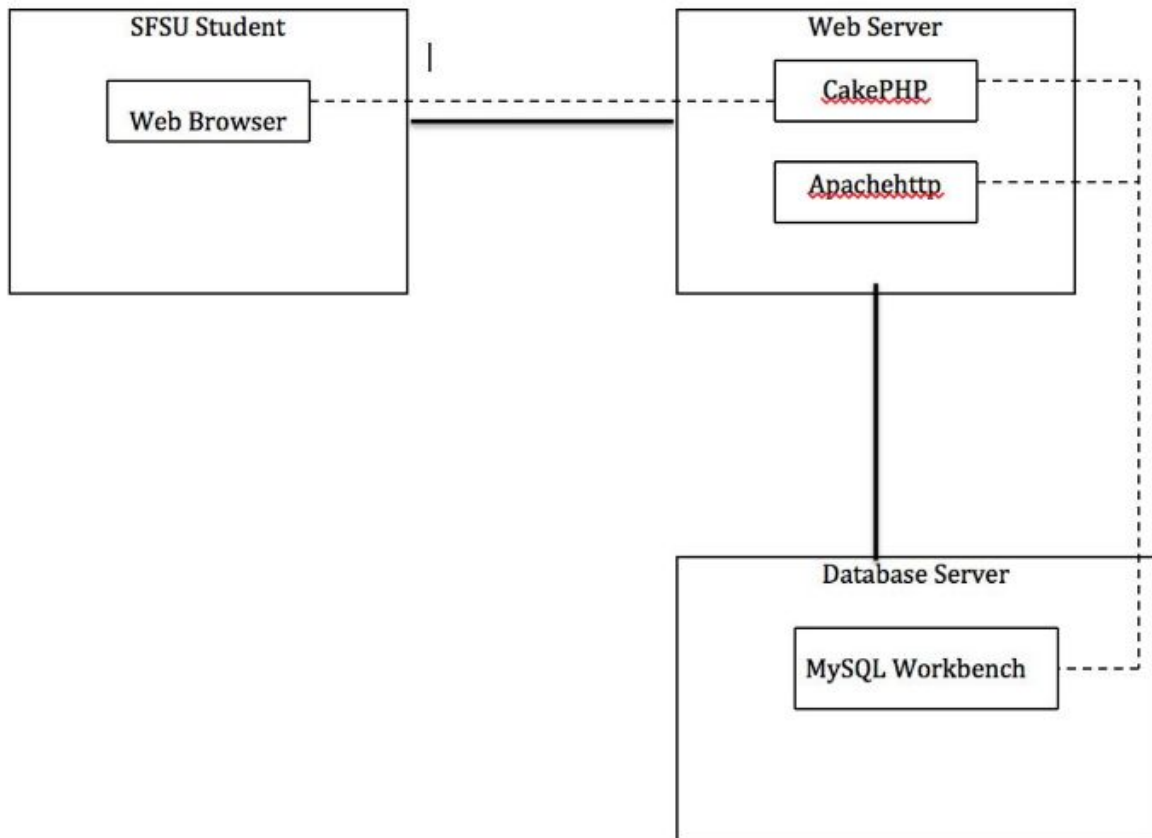 SFSU Student
Web Browser
Web Server
CakePHP
Apachehttp
Database Server
MySQL Workbench